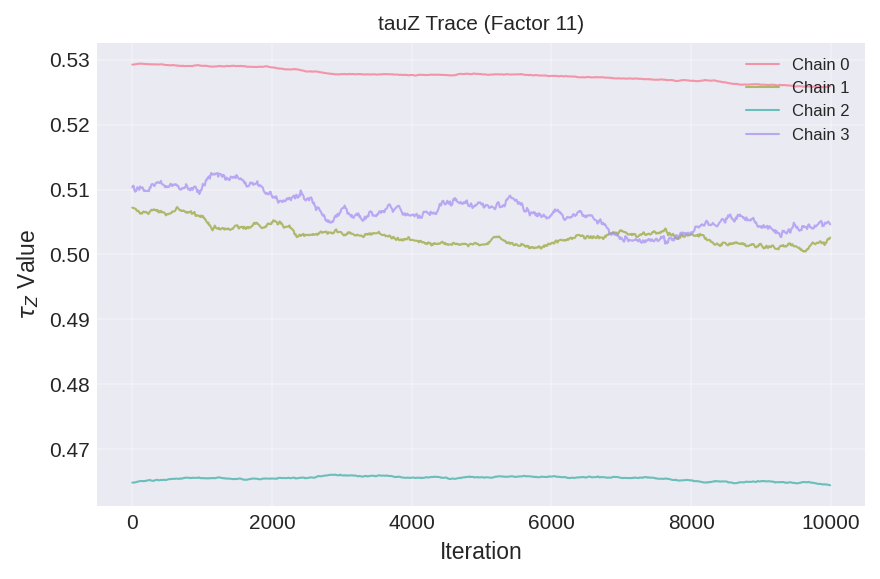 tauZ Trace (Factor 11)
0.53
0.52
0.51
0.50
0.49
0.48
0.47
τZ Value
Chain 0
Chain 1
Chain 2
Chain 3
0 2000 4000 6000 8000 10000
Iteration